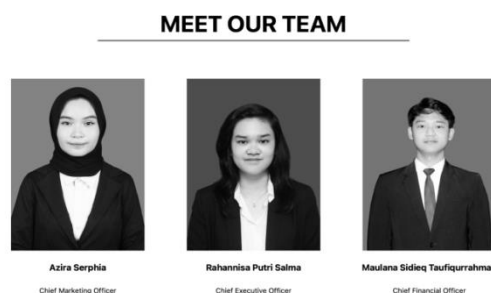 MEET OUR TEAM
Azira Serphia
Rahannisa Putri Salma
Maulana Sidieq Taufiqurrahma
Chief Marketing Officer
Chief Executive Officer
Chief Financial Officer